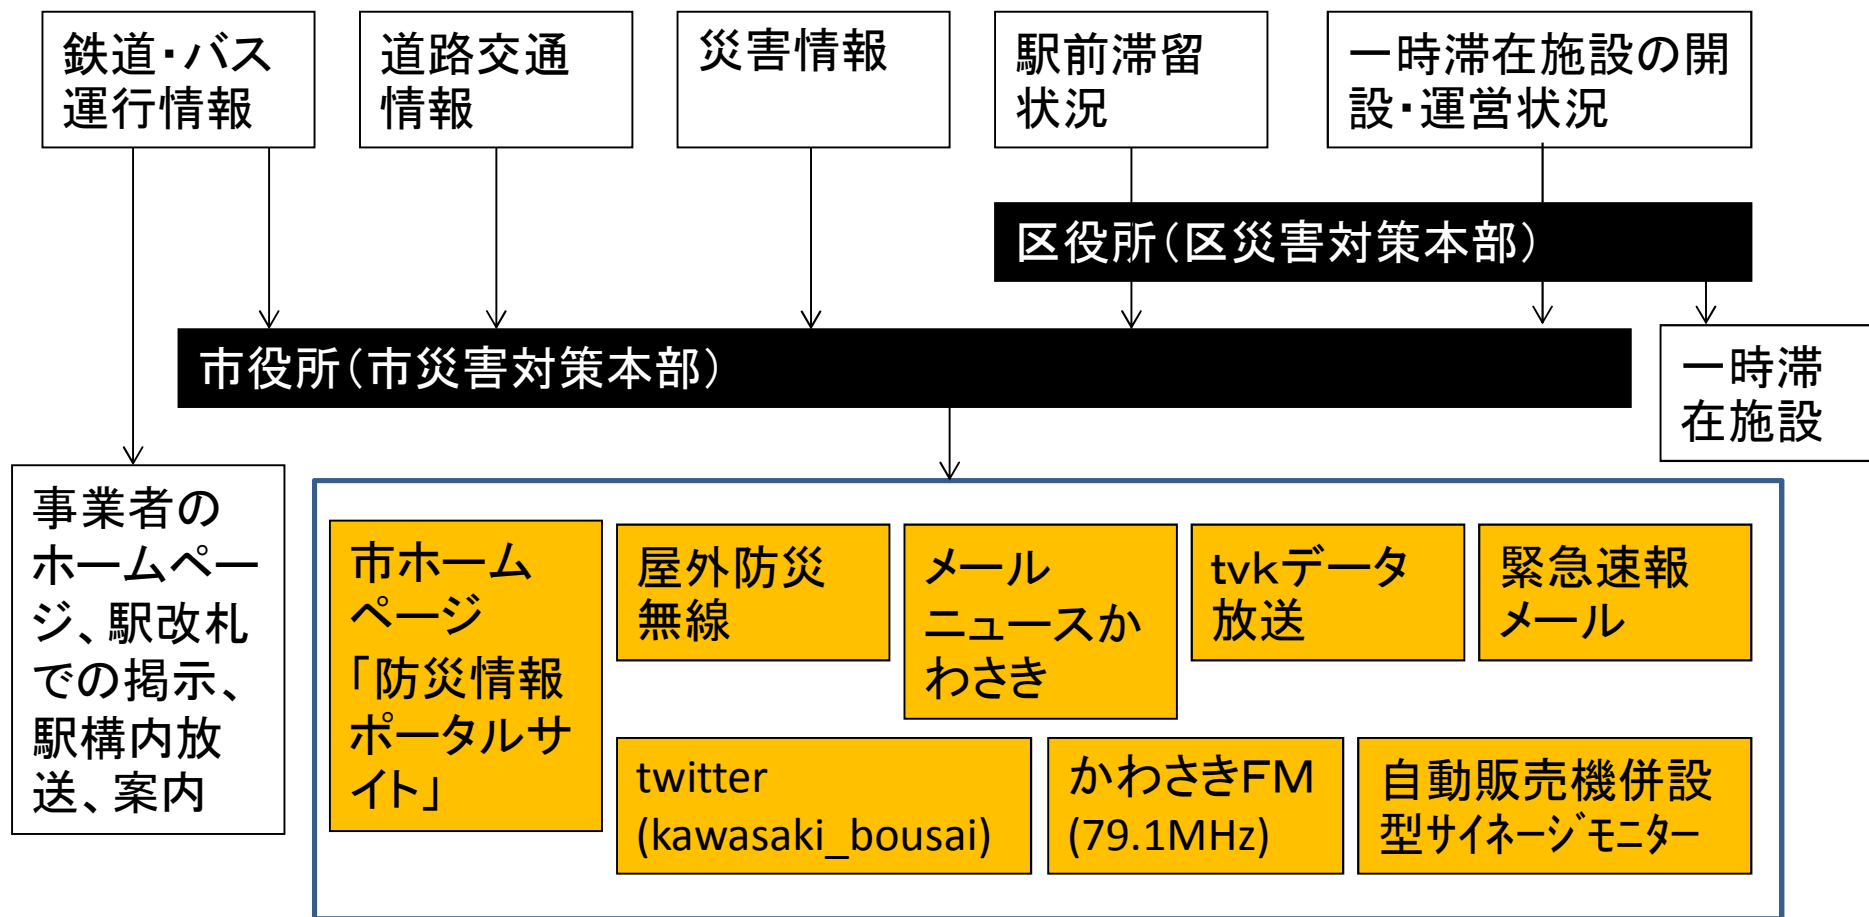 鉄道・バス
運行情報
道路交通
情報
災害情報
駅前滞留
状況
一時滞在施設の開
設・運営状況
区役所（区災害対策本部）
市役所（市災害対策本部）
一時滞
在施設
事業者の
ホームペー
ジ、駅改札
での掲示、
駅構内放
送、案内
市ホーム
ページ
「防災情報
ポータルサ
イト」
屋外防災
無線
メール
ニュースか
わさき
tvkデータ
放送
緊急速報
メール
twitter
(kawasaki_bousai)
かわさきＦＭ
(79.1MHz)
自動販売機併設
型ｻｲﾈｰｼﾞﾓﾆﾀｰ